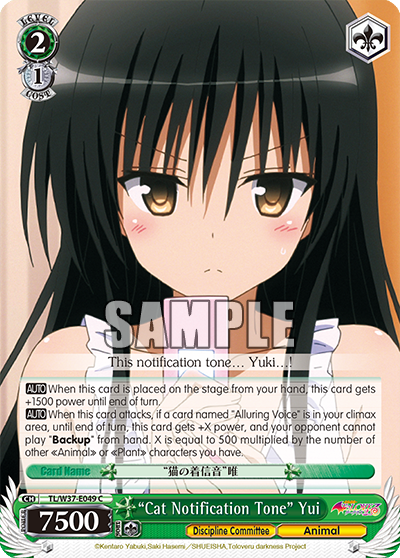 LEVEL
2
1
COST
SAMPLE
This notification tone… Yuki…!
AUTO When this card is placed on the stage from your hand, this card gets
+1500 power until end of turn.
AUTO When this card attacks, if a card named "Alluring Voice" is in your climax
area, until end of turn, this card gets +X power, and your opponent cannot
play "Backup" from hand. X is equal to 500 multiplied by the number of
other «Animal» or «Plant» characters you have.
Card Name
"猫の着信音"唯
CH TL/W37-E049 C
7500
"Cat Notification Tone" Yui
Discipline Committee
Animal
©Kentaro Yabuki,Saki Hasemi／SHUEISHA,Toloveru darkness Project